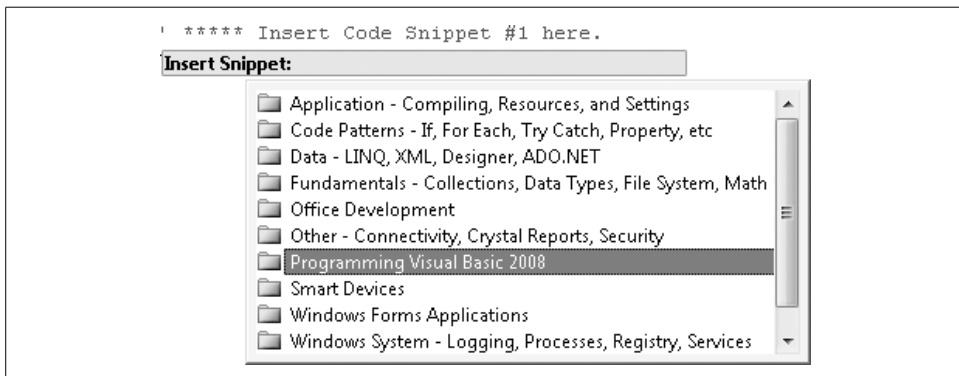 ' ***** Insert Code Snippet #1 here.
Insert Snippet:
Application - Compiling, Resources, and Settings
Code Patterns - If, For Each, Try Catch, Property, etc
Data - LINQ, XML, Designer, ADO.NET
Fundamentals - Collections, Data Types, File System, Math
Office Development
Other - Connectivity, Crystal Reports, Security
Programming Visual Basic 2008
Smart Devices
Windows Forms Applications
Windows System - Logging, Processes, Registry, Services